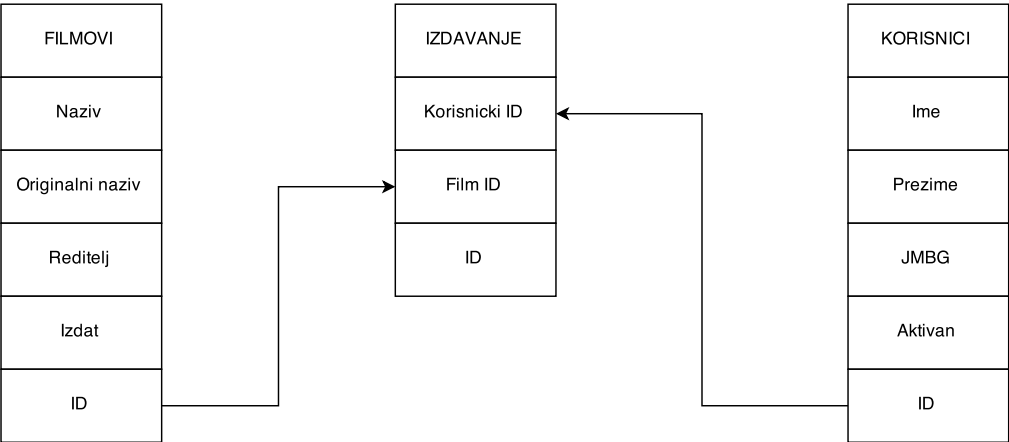 FILMOVI
Naziv
Originalni naziv
Reditelj
Izdat
ID
IZDAVANJE
Korisnicki ID
Film ID
ID
KORISNICI
Ime
Prezime
JMBG
Aktivan
ID